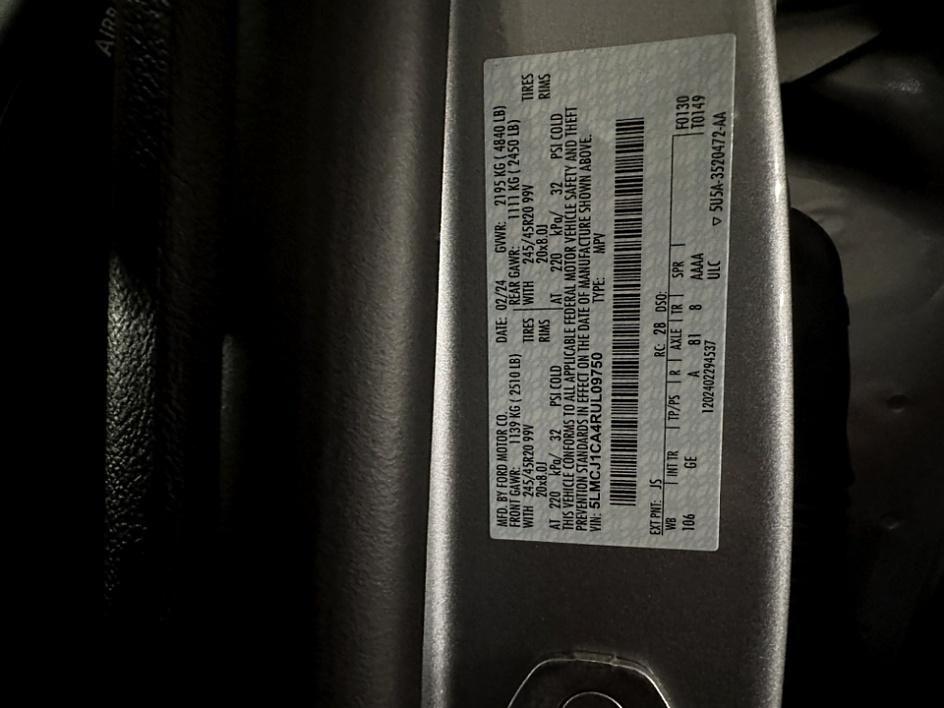 AIRB
MFD. BY FORD MOTOR CO. DATE: 02/24 GVWR: 2195 KG ( 4840 LB)
FRONT GAWR: 1139 KG ( 2510 LB) REAR GAWR: 1111 KG ( 2450 LB)
WITH 245/45R20 99V TIRES WITH 245/45R20 99V TIRES
20x8.0J RIMS 20x8.0J RIMS
AT 220 kPa/ 32 PSI COLD AT 220 kPa/ 32 PSI COLD
THIS VEHICLE CONFORMS TO ALL APPLICABLE FEDERAL MOTOR VEHICLE SAFETY AND THEFT
PREVENTION STANDARDS IN EFFECT ON THE DATE OF MANUFACTURE SHOWN ABOVE.
VIN: 5LMCJ1CA4RUL09750 TYPE: MPV
EXT PNT: JS RC: 28 DSO: F0130
WB INT TR TP/PS R AXLE TR SPR T0149
106 GE A 81 8 AAAA
1202402294537 ULC ▽ 5U5A-3520472-AA